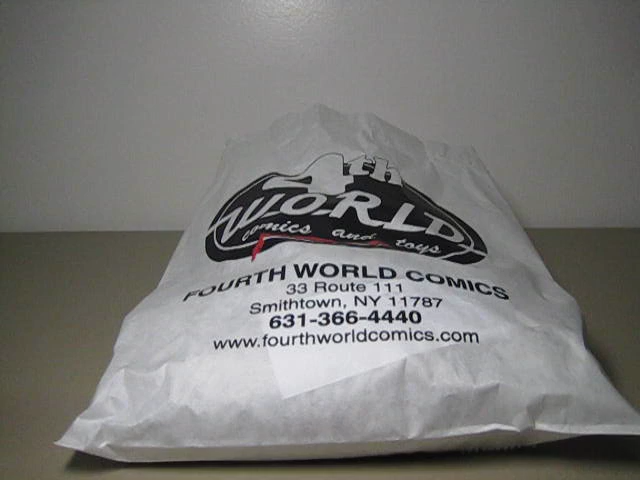 4th
W.O.R.L.D.
comics and toys
FOURTH WORLD COMICS
33 Route 111
Smithtown, NY 11787
631-366-4440
www.fourthworldcomics.com